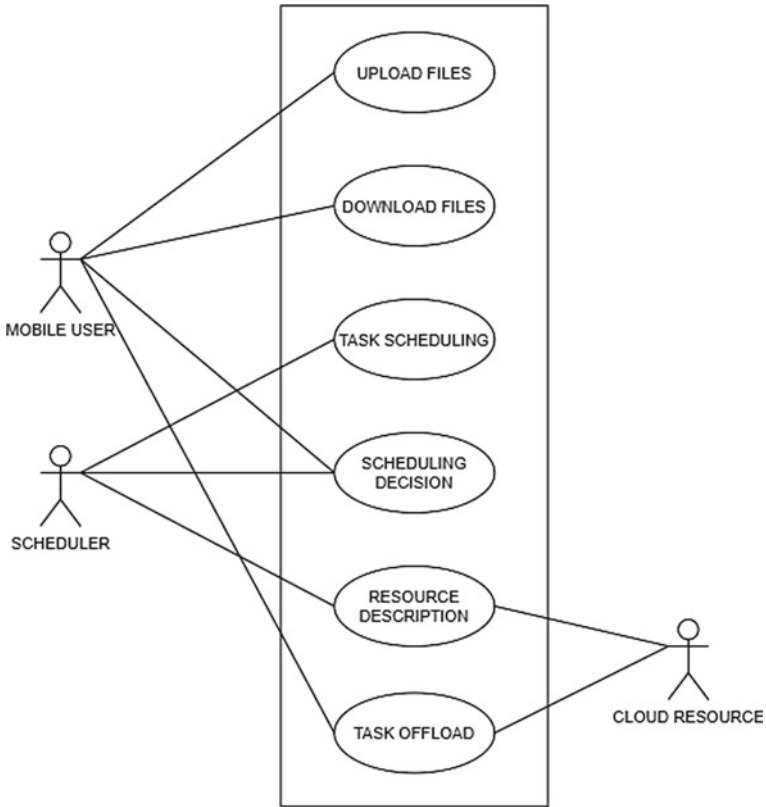 UPLOAD FILES
DOWNLOAD FILES
MOBILE USER
TASK SCHEDULING
SCHEDULING
DECISION
SCHEDULER
RESOURCE
DESCRIPTION
CLOUD RESOURCE
TASK OFFLOAD